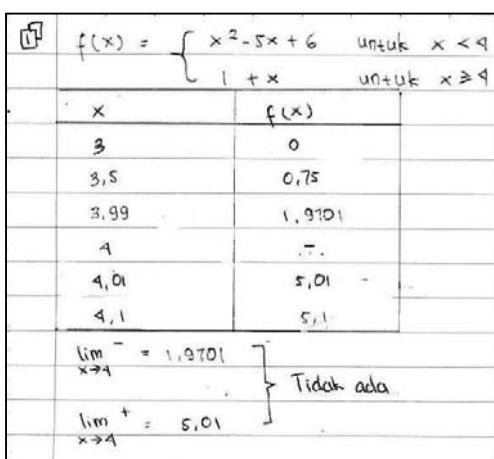 1 f(x) = { x²-5x+6 untuk x < 4
1 + x untuk x ≥ 4
x f(x)
3 0
3,5 0,75
3,99 1,9701
4 .-.
4,01 5,01
4,1 5,1
lim x→4 ⁻ = 1,9701
} Tidak ada
lim x→4 ⁺ = 5,01